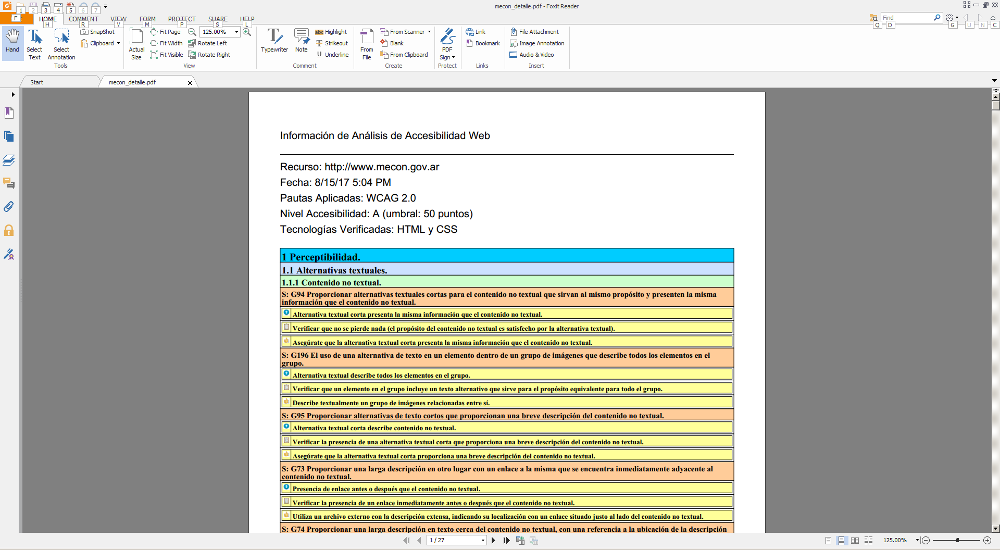 mecon_detalle.pdf - Foxit Reader
1 2 3 4 5 6 7
F
HOME COMMENT VIEW FORM PROTECT SHARE HELP
H R V M P S L
Find
Q D G U N C
Hand
Select Text
Select Annotation
SnapShot
Clipboard
Tools
Actual Size
Fit Page
Fit Width
Fit Visible
125.00%
Rotate Left
Rotate Right
View
Typewriter
Note
abc Highlight
T Strikeout
U Underline
Comment
From File
From Scanner
Blank
From Clipboard
Create
PDF Sign
Protect
Link
Bookmark
Links
File Attachment
Image Annotation
Audio & Video
Insert
Start
mecon_detalle.pdf
Información de Análisis de Accesibilidad Web
Recurso: http://www.mecon.gov.ar
Fecha: 8/15/17 5:04 PM
Pautas Aplicadas: WCAG 2.0
Nivel Accesibilidad: A (umbral: 50 puntos)
Tecnologías Verificadas: HTML y CSS
1 Perceptibilidad.
1.1 Alternativas textuales.
1.1.1 Contenido no textual.
S: G94 Proporcionar alternativas textuales cortas para el contenido no textual que sirvan al mismo propósito y presenten la misma
información que el contenido no textual.
Alternativa textual corta presenta la misma información que el contenido no textual.
Verificar que no se pierde nada (el propósito del contenido no textual es satisfecho por la alternativa textual).
Asegúrate que la alternativa textual corta presenta la misma información que el contenido no textual.
S: G196 El uso de una alternativa de texto en un elemento dentro de un grupo de imágenes que describe todos los elementos en el
grupo.
Alternativa textual describe todos los elementos en el grupo.
Verificar que un elemento en el grupo incluye un texto alternativo que sirve para el propósito equivalente para todo el grupo.
Describe textualmente un grupo de imágenes relacionadas entre sí.
S: G95 Proporcionar alternativas de texto cortos que proporcionan una breve descripción del contenido no textual.
Alternativa textual corta describe contenido no textual.
Verificar la presencia de una alternativa textual corta que proporciona una breve descripción del contenido no textual.
Asegúrate que la alternativa textual corta proporciona una breve descripción del contenido no textual.
S: G73 Proporcionar una larga descripción en otro lugar con un enlace a la misma que se encuentra inmediatamente adyacente al
contenido no textual.
Presencia de enlace antes o después que el contenido no textual.
Verificar la presencia de un enlace inmediatamente antes o después que el contenido no textual.
Utiliza un archivo externo con la descripción extensa, indicando su localización con un enlace situado justo al lado del contenido no textual.
S: G74 Proporcionar una larga descripción en texto cerca del contenido no textual, con una referencia a la ubicación de la descripción
1 / 27
125.00%